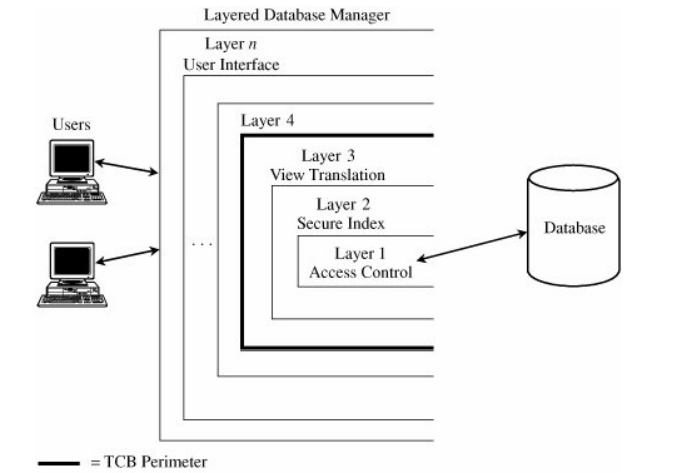 Layered Database Manager
Layer n
User Interface
Users
Layer 4
Layer 3
View Translation
Layer 2
Secure Index
Layer 1
Access Control
Database
. . .
= TCB Perimeter